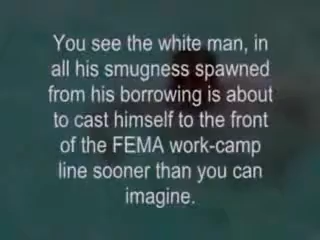 You see the white man, in
all his smugness spawned
from his borrowing is about
to cast himself to the front
of the FEMA work-camp
line sooner than you can
imagine.